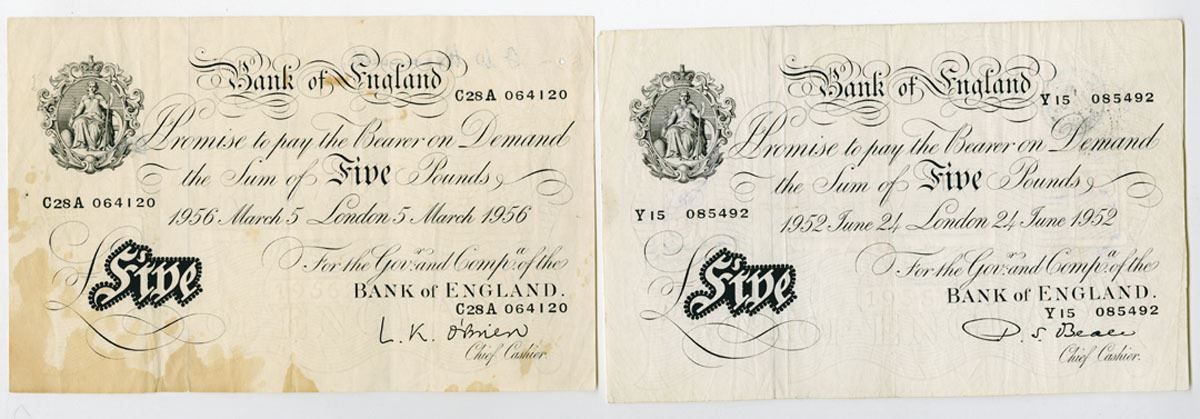 Bank of England
C28A 064120
I Promise to pay the Bearer on Demand
the Sum of Five Pounds
C28A 064120
1956 March 5 London 5 March 1956
For the Govr. and Compa. of the
£Five
BANK of ENGLAND.
C28A 064120
L. K. O'Brien
Chief Cashier.
Bank of England
Y15 085492
I Promise to pay the Bearer on Demand
the Sum of Five Pounds
Y15 085492
1952 June 24 London 24 June 1952
For the Govr. and Compa. of the
£Five
BANK of ENGLAND.
Y15 085492
P. S. Beale
Chief Cashier.